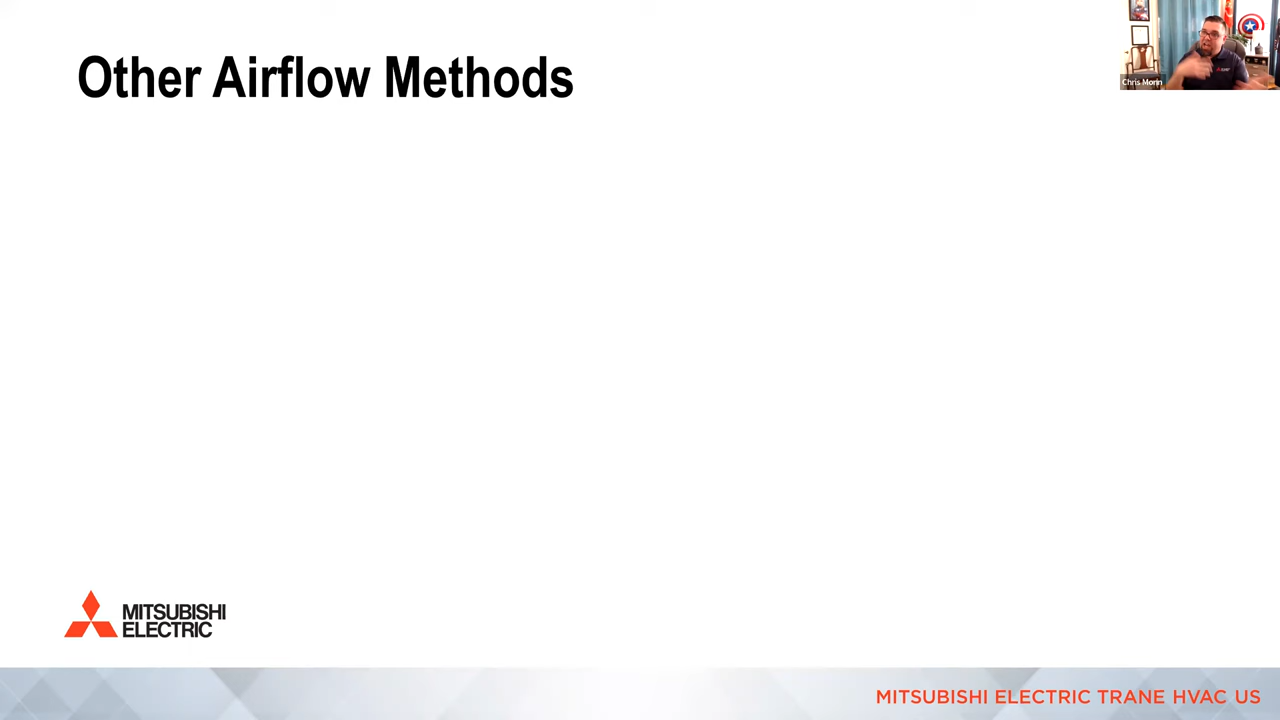 Other Airflow Methods
Chris Morin
MITSUBISHI
ELECTRIC
MITSUBISHI ELECTRIC TRANE HVAC US